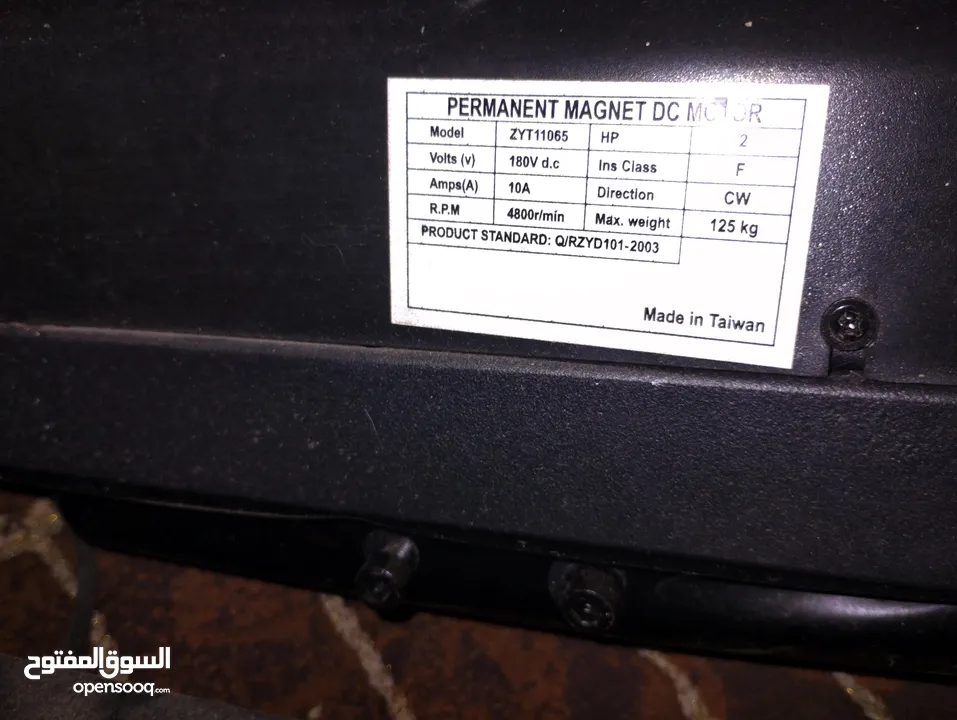 PERMANENT MAGNET DC MOTOR
Model ZYT11065 HP 2
Volts (v) 180V d.c Ins Class F
Amps(A) 10A Direction CW
R.P.M 4800r/min Max. weight 125 kg
PRODUCT STANDARD: Q/RZYD101-2003
Made in Taiwan
السوق المفتوح
opensooq.com